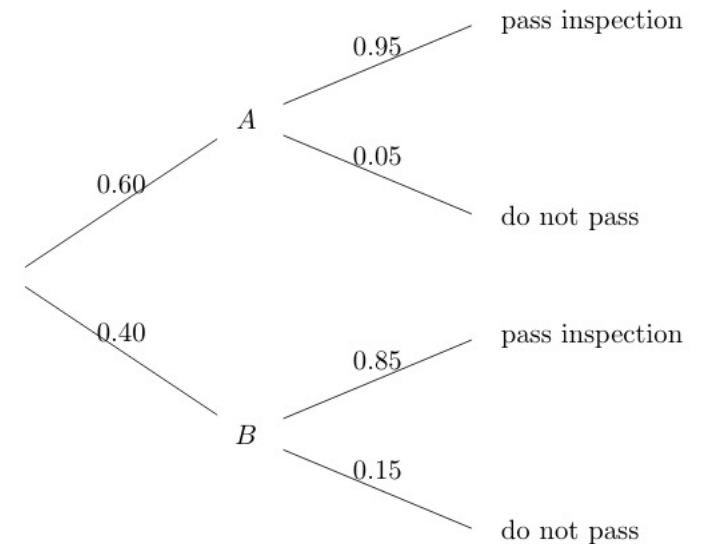 pass inspection
0.95
A
0.05
0.60
do not pass
0.40
pass inspection
0.85
B
0.15
do not pass